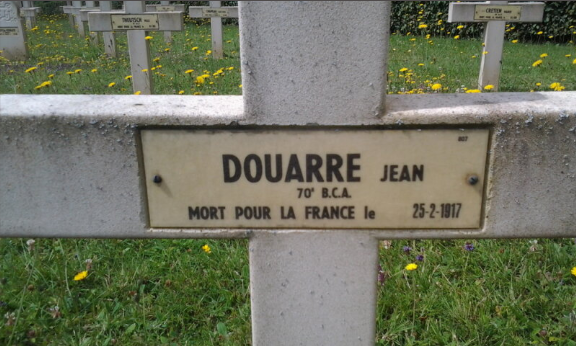 DOUARRE JEAN
70e B.C.A.
MORT POUR LA FRANCE le 25-2-1917